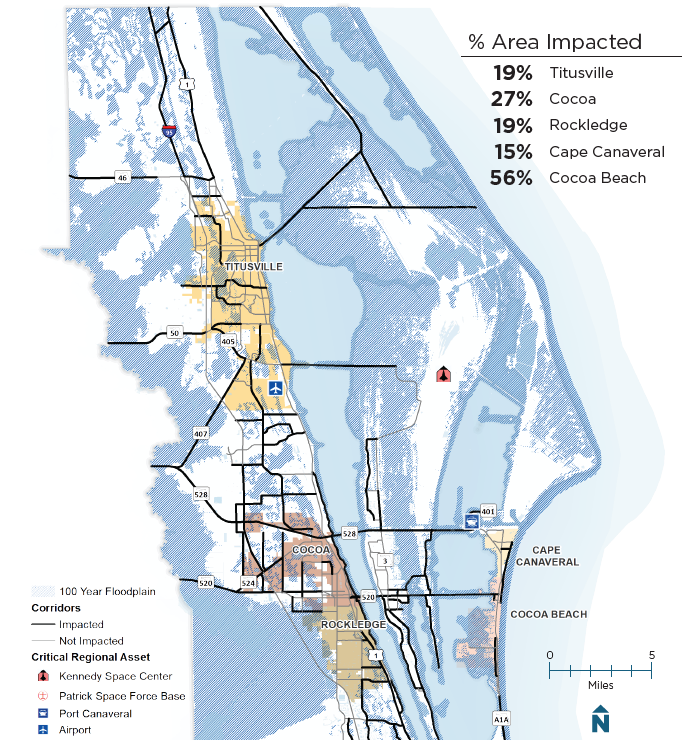 % Area Impacted
19% Titusville
27% Cocoa
19% Rockledge
15% Cape Canaveral
56% Cocoa Beach
1
95
46
TITUSVILLE
50
405
407
528
401
528
COCOA
CAPE
CANAVERAL
3
520
524
520
COCOA BEACH
ROCKLEDGE
1
A1A
100 Year Floodplain
Corridors
Impacted
Not Impacted
Critical Regional Asset
Kennedy Space Center
Patrick Space Force Base
Port Canaveral
Airport
0 5
Miles
N